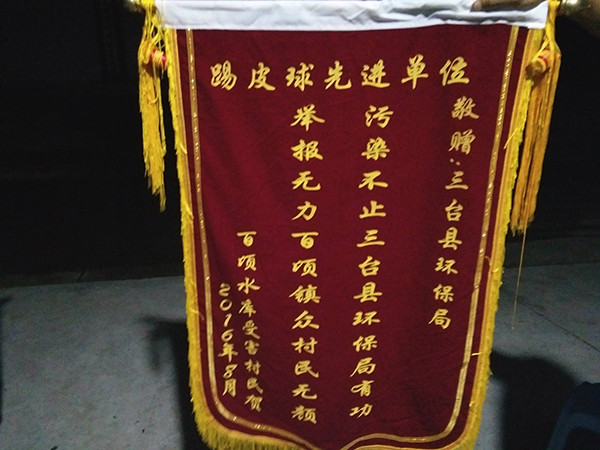 踢皮球先进单位
敬赠：三台县环保局
污染不止三台县环保局有功
举报无力百顷镇众村民无颜
百顷水库受害村民贺
2016年8月